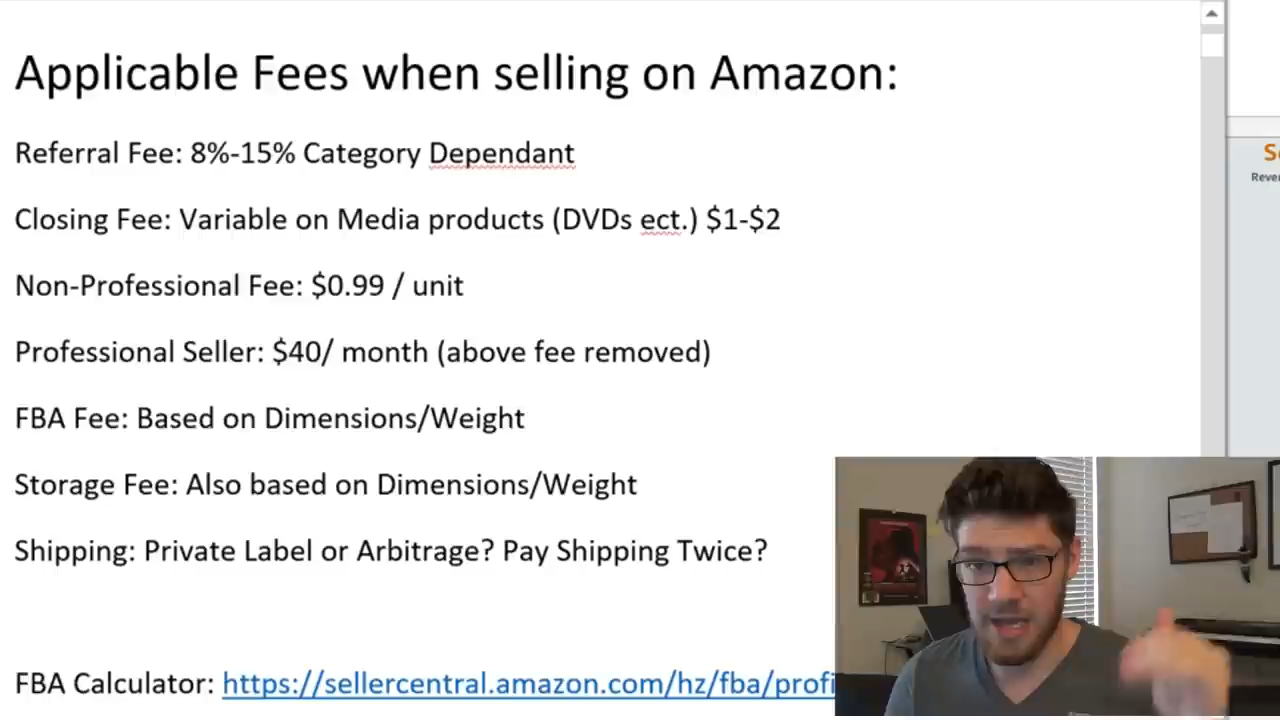 Applicable Fees when selling on Amazon:
Referral Fee: 8%-15% Category Dependant
Closing Fee: Variable on Media products (DVDs ect.) $1-$2
Non-Professional Fee: $0.99 / unit
Professional Seller: $40/ month (above fee removed)
FBA Fee: Based on Dimensions/Weight
Storage Fee: Also based on Dimensions/Weight
Shipping: Private Label or Arbitrage? Pay Shipping Twice?
FBA Calculator: https://sellercentral.amazon.com/hz/fba/profi